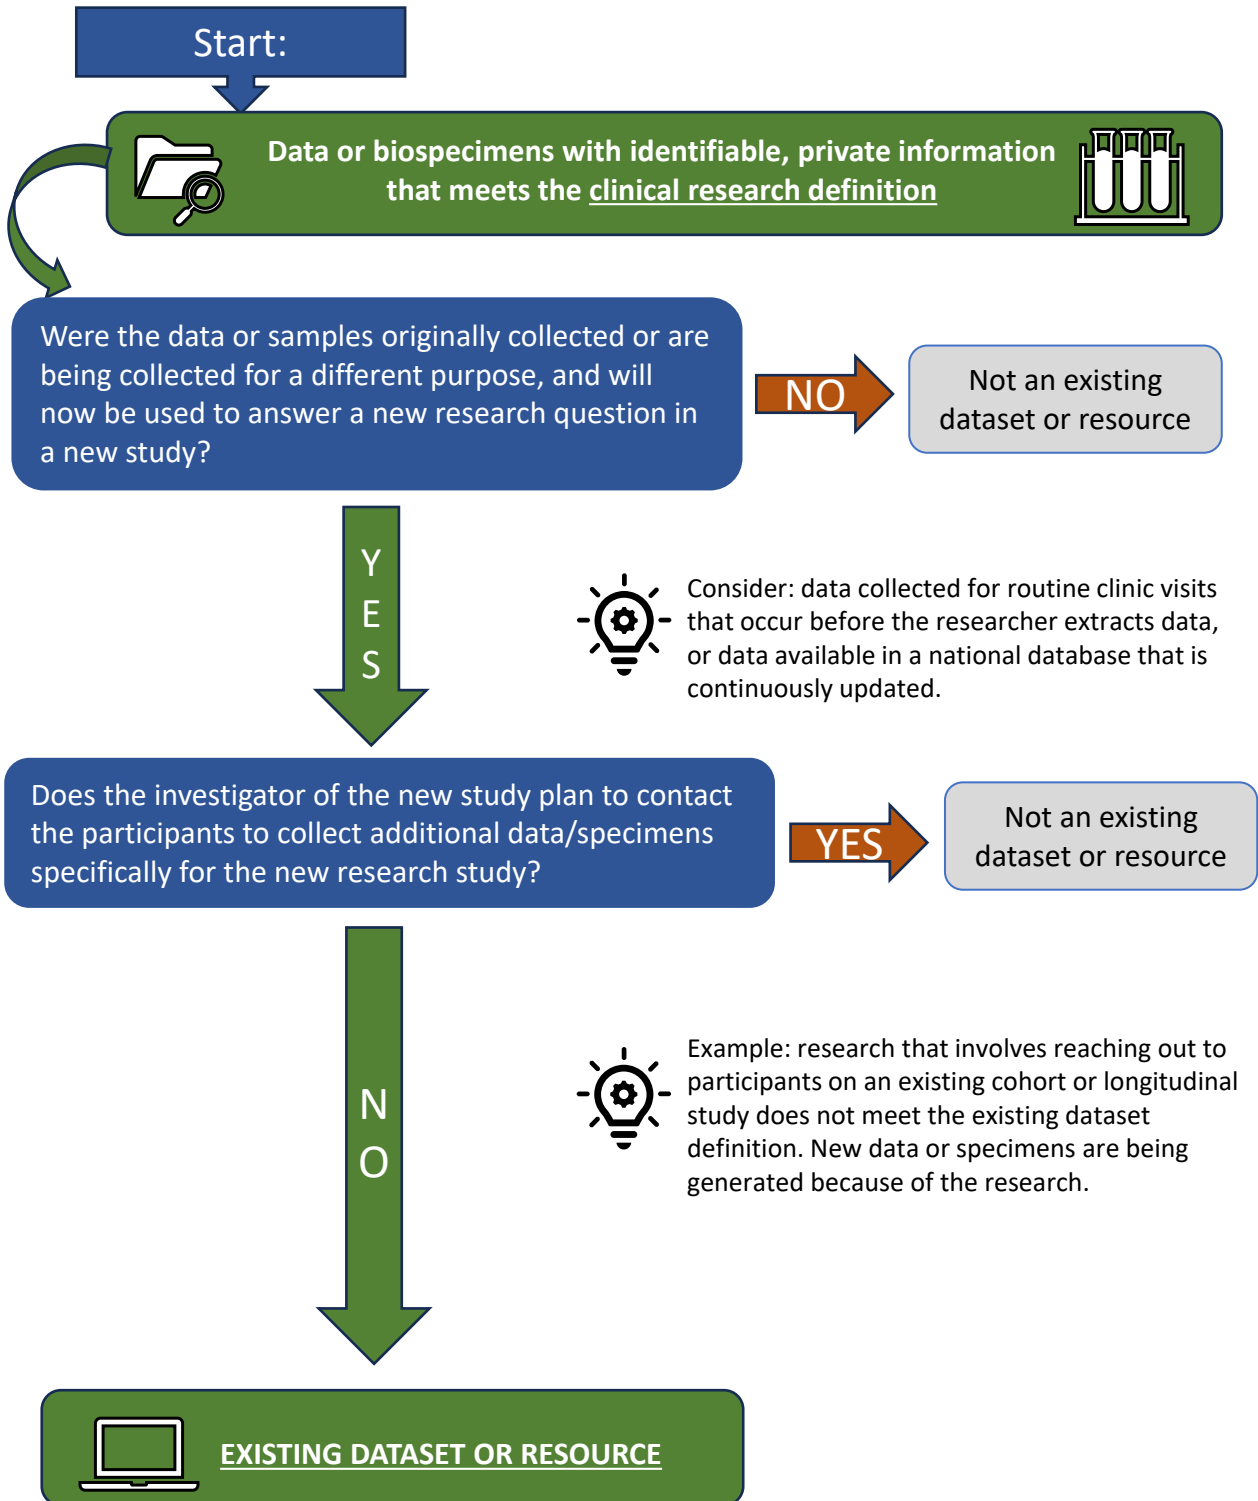 Start:
Data or biospecimens with identifiable, private information
that meets the clinical research definition
Were the data or samples originally collected or are
being collected for a different purpose, and will
now be used to answer a new research question in
a new study?
NO
Not an existing
dataset or resource
Y
E
S
Consider: data collected for routine clinic visits
that occur before the researcher extracts data,
or data available in a national database that is
continuously updated.
Does the investigator of the new study plan to contact
the participants to collect additional data/specimens
specifically for the new research study?
YES
Not an existing
dataset or resource
N
O
Example: research that involves reaching out to
participants on an existing cohort or longitudinal
study does not meet the existing dataset
definition. New data or specimens are being
generated because of the research.
EXISTING DATASET OR RESOURCE